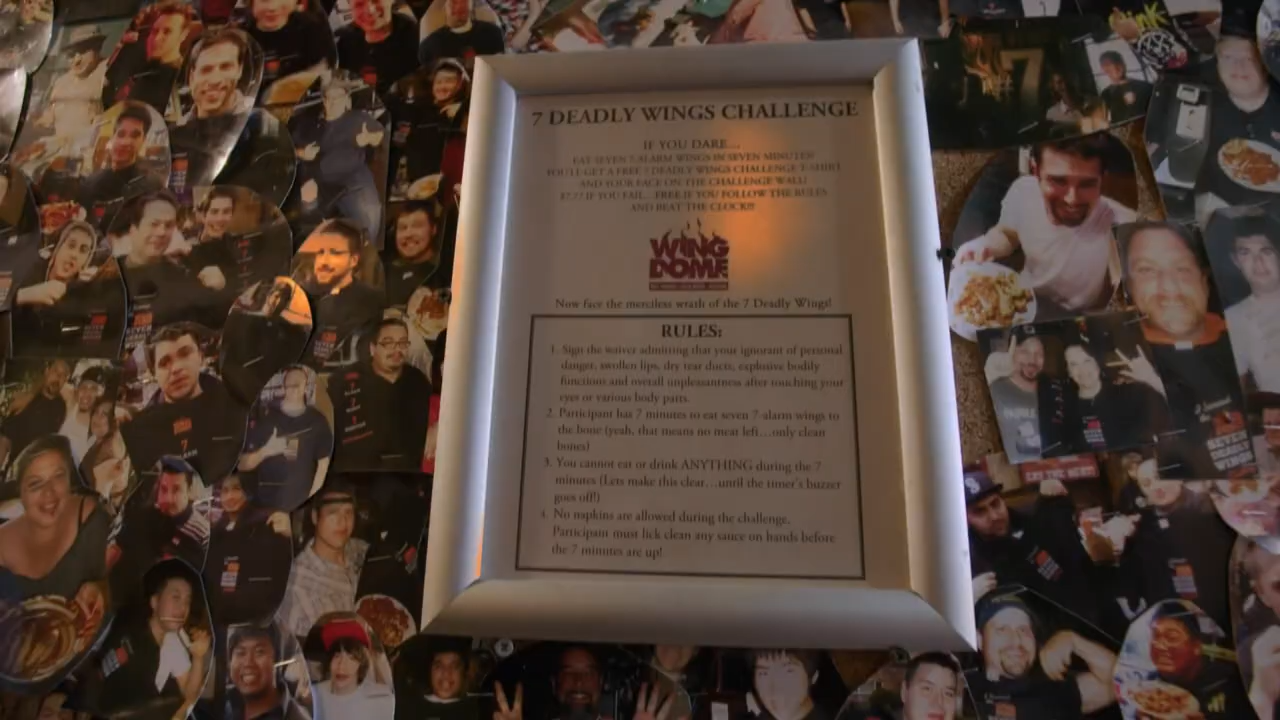 7 DEADLY WINGS CHALLENGE
IF YOU DARE...
EAT SEVEN 7-ALARM WINGS IN SEVEN MINUTES!
YOU'LL GET A FREE 7 DEADLY WINGS CHALLENGE T-SHIRT
AND YOUR FACE ON THE CHALLENGE WALL!
$7.77 IF YOU FAIL... FREE IF YOU FOLLOW THE RULES
AND BEAT THE CLOCK!!!
WING
DOME
Now face the merciless wrath of the 7 Deadly Wings!
RULES:
1. Sign the waiver admitting that your ignorant of personal
danger, swollen lips, dry tear ducts, explosive bodily
functions and overall unpleasantness after touching your
eyes or various body parts.
2. Participant has 7 minutes to eat seven 7-alarm wings to
the bone (yeah, that means no meat left...only clean
bones)
3. You cannot eat or drink ANYTHING during the 7
minutes (Lets make this clear...until the timer's buzzer
goes off!)
4. No napkins are allowed during the challenge.
Participant must lick clean any sauce on hands before
the 7 minutes are up!
7
SEVEN
DEADLY
WINGS